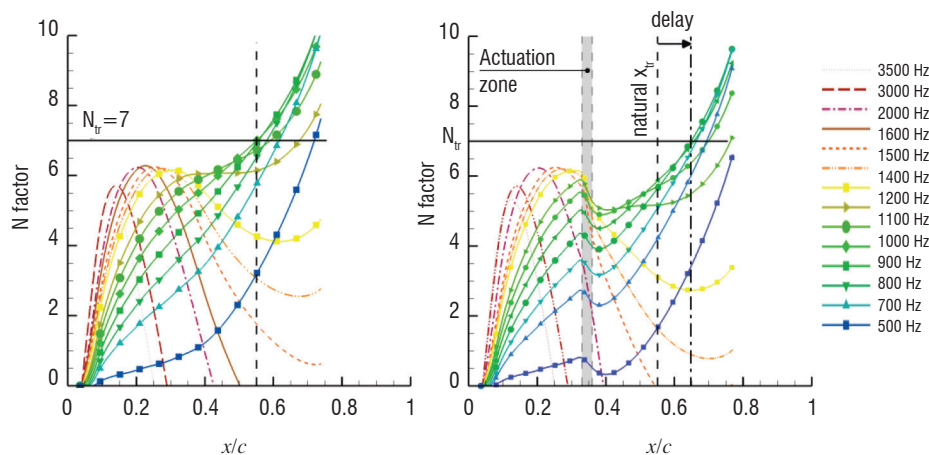 10
8
6
4
2
0
N factor
N_tr=7
0
0.2
0.4
0.6
0.8
1
x/c
delay
10
8
6
4
2
0
N factor
N_tr
Actuation
zone
natural x_tr
0
0.2
0.4
0.6
0.8
1
x/c
3500 Hz
3000 Hz
2000 Hz
1600 Hz
1500 Hz
1400 Hz
1200 Hz
1100 Hz
1000 Hz
900 Hz
800 Hz
700 Hz
500 Hz